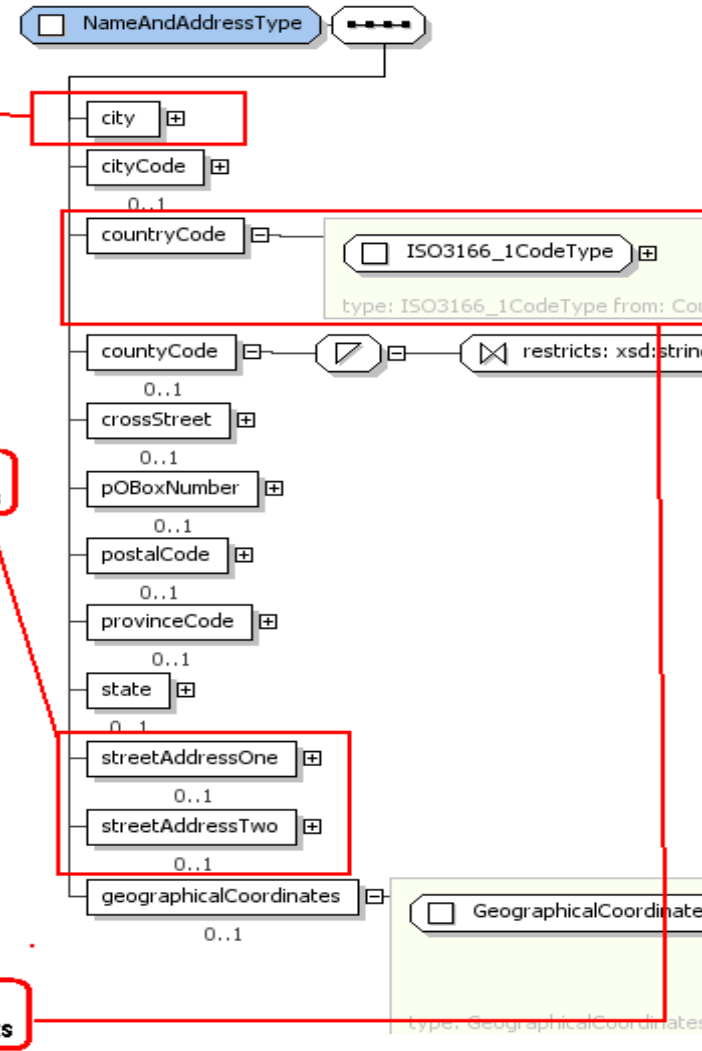 NameAndAddressType
city
cityCode
0..1
countryCode
ISO3166_1CodeType
type: ISO3166_1CodeType from: Cou
countyCode
restricts: xsd:string
0..1
crossStreet
0..1
pOBoxNumber
0..1
postalCode
0..1
provinceCode
0..1
state
0..1
streetAddressOne
0..1
streetAddressTwo
0..1
geographicalCoordinates
GeographicalCoordinate
0..1
type: GeographicalCoordinates